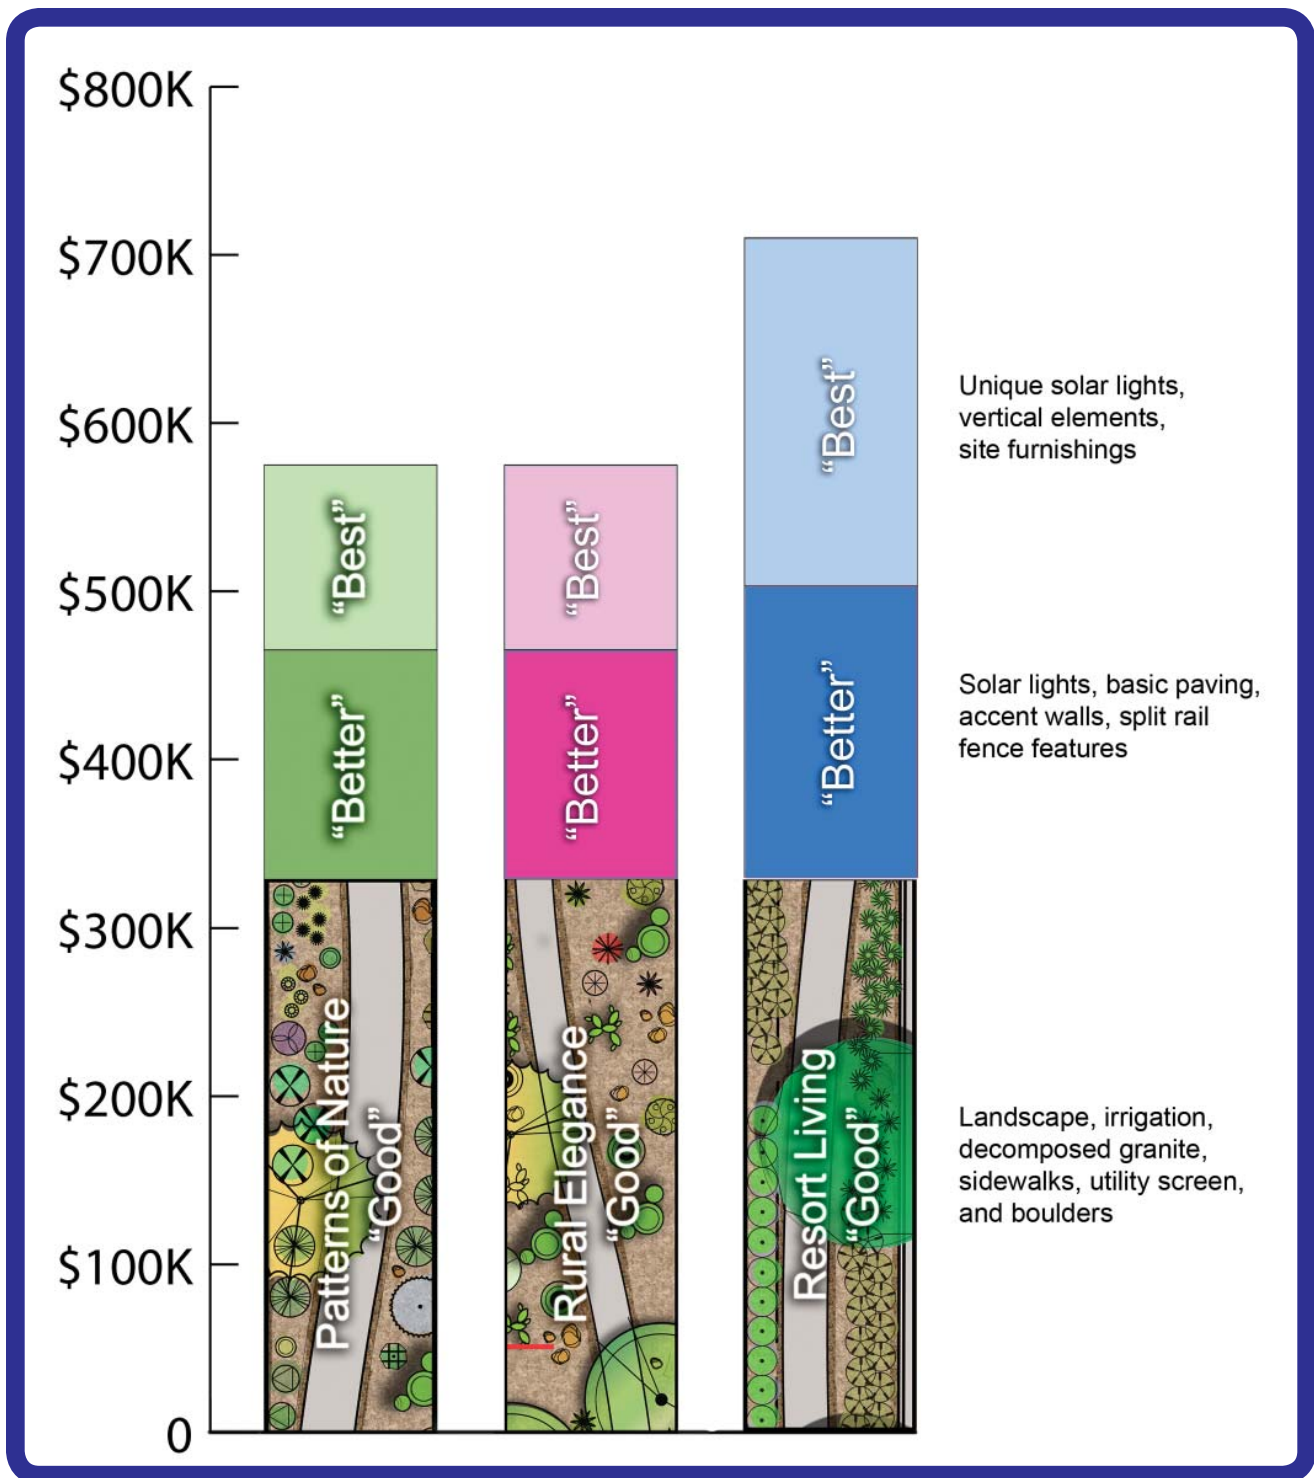 $800K
$700K
$600K
$500K
$400K
$300K
$200K
$100K
0
“Best”
“Better”
Patterns of Nature
“Good”
“Best”
“Better”
Rural Elegance
“Good”
“Best”
“Better”
Resort Living
“Good”
Unique solar lights,
vertical elements,
site furnishings
Solar lights, basic paving,
accent walls, split rail
fence features
Landscape, irrigation,
decomposed granite,
sidewalks, utility screen,
and boulders